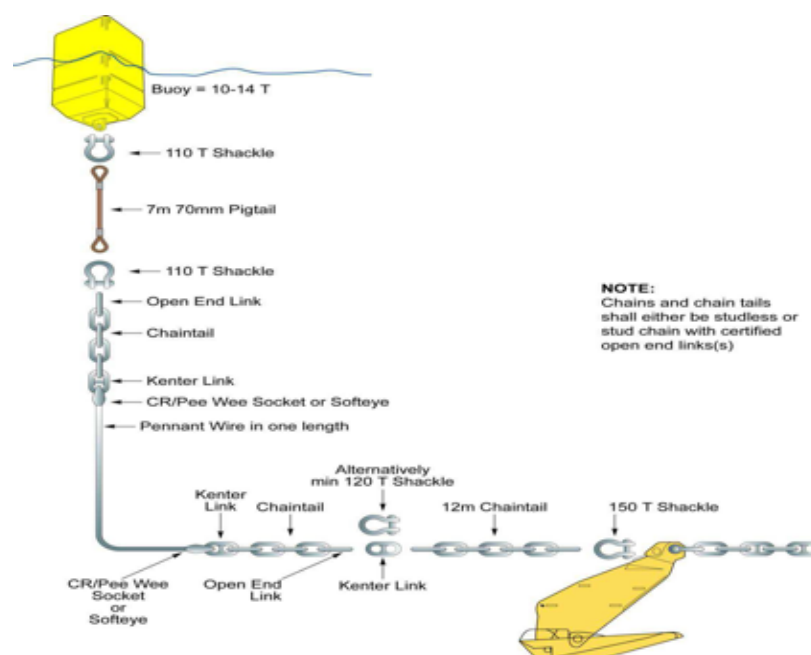 Buoy = 10-14 T
110 T Shackle
7m 70mm Pigtail
110 T Shackle
Open End Link
Chaintail
Kenter Link
CR/Pee Wee Socket or Softeye
Pennant Wire in one length
NOTE:
Chains and chain tails
shall either be studless or
stud chain with certified
open end links(s)
Alternatively
min 120 T Shackle
Kenter
Link
Chaintail
12m Chaintail
150 T Shackle
CR/Pee Wee
Socket
or
Softeye
Open End
Link
Kenter Link